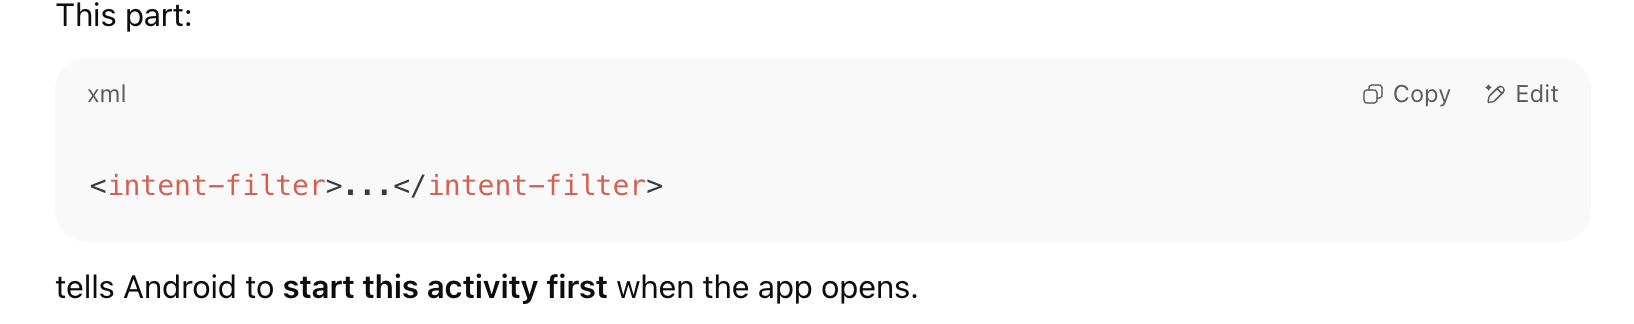 This part:
xml Copy Edit
<intent-filter>...</intent-filter>
tells Android to start this activity first when the app opens.